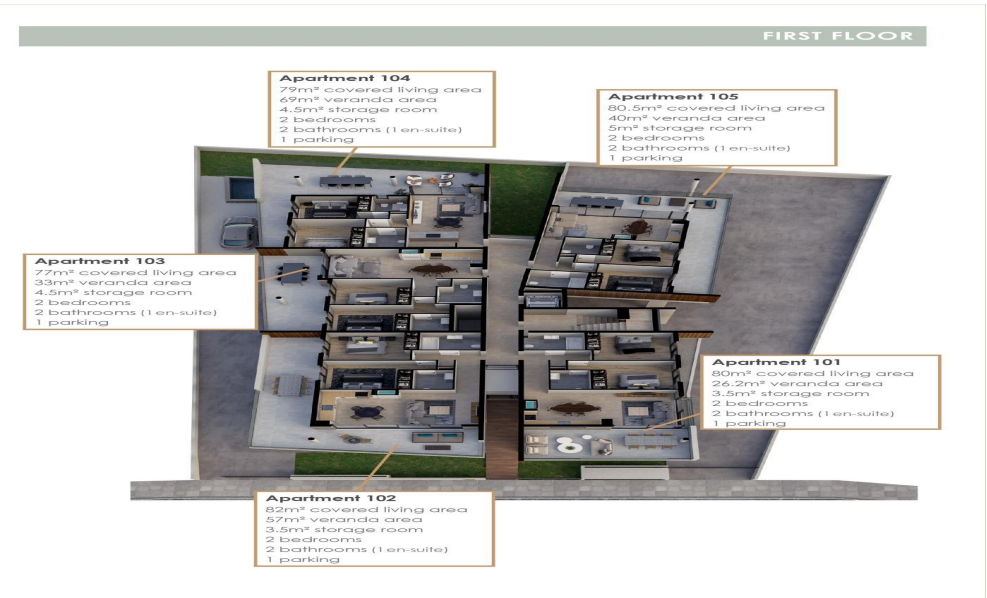 FIRST FLOOR
Apartment 104
79m² covered living area
69m² veranda area
4.5m² storage room
2 bedrooms
2 bathrooms (1 en-suite)
1 parking
Apartment 105
80.5m² covered living area
40m² veranda area
5m² storage room
2 bedrooms
2 bathrooms (1 en-suite)
1 parking
Apartment 103
77m² covered living area
33m² veranda area
4.5m² storage room
2 bedrooms
2 bathrooms (1 en-suite)
1 parking
Apartment 101
80m² covered living area
26.2m² veranda area
3.5m² storage room
2 bedrooms
2 bathrooms (1 en-suite)
1 parking
Apartment 102
82m² covered living area
57m² veranda area
3.5m² storage room
2 bedrooms
2 bathrooms (1 en-suite)
1 parking